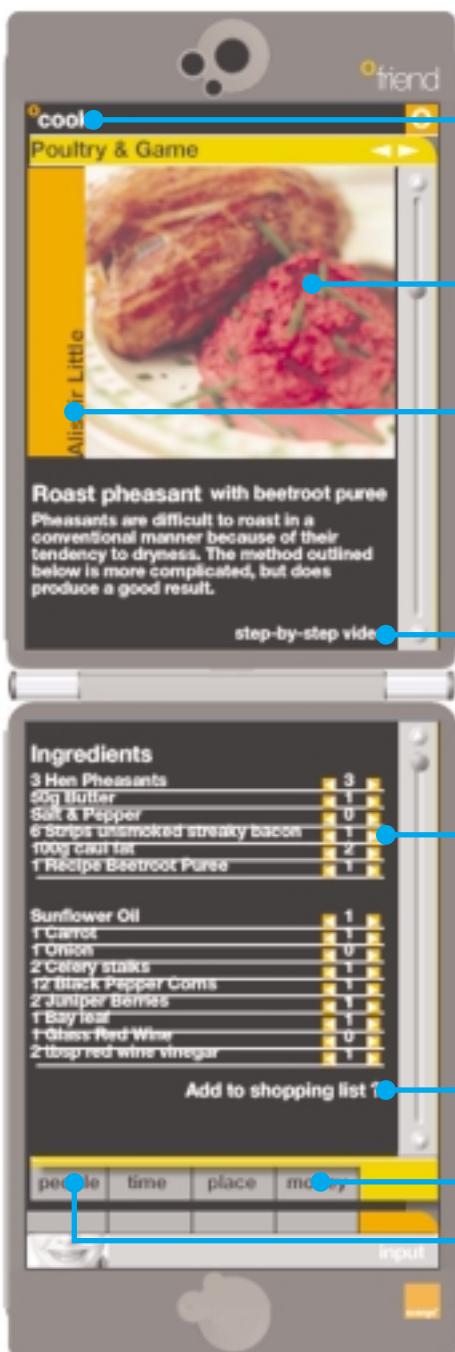 friend
cook
Poultry & Game
Alistair Little
Roast pheasant with beetroot puree
Pheasants are difficult to roast in a
conventional manner because of their
tendency to dryness. The method outlined
below is more complicated, but does
produce a good result.
step-by-step video
Ingredients
3 Hen Pheasants 3
50g Butter 1
Salt & Pepper 0
6 Strips unsmoked streaky bacon 1
100g caul fat 2
1 Recipe Beetroot Puree 1
Sunflower Oil 1
1 Carrot 1
1 Onion 0
2 Celery stalks 1
12 Black Pepper Corns 1
2 Juniper Berries 1
1 Bay leaf 1
1 Glass Red Wine 0
2 tbsp red wine vinegar 1
Add to shopping list ?
people time place money
input
orange